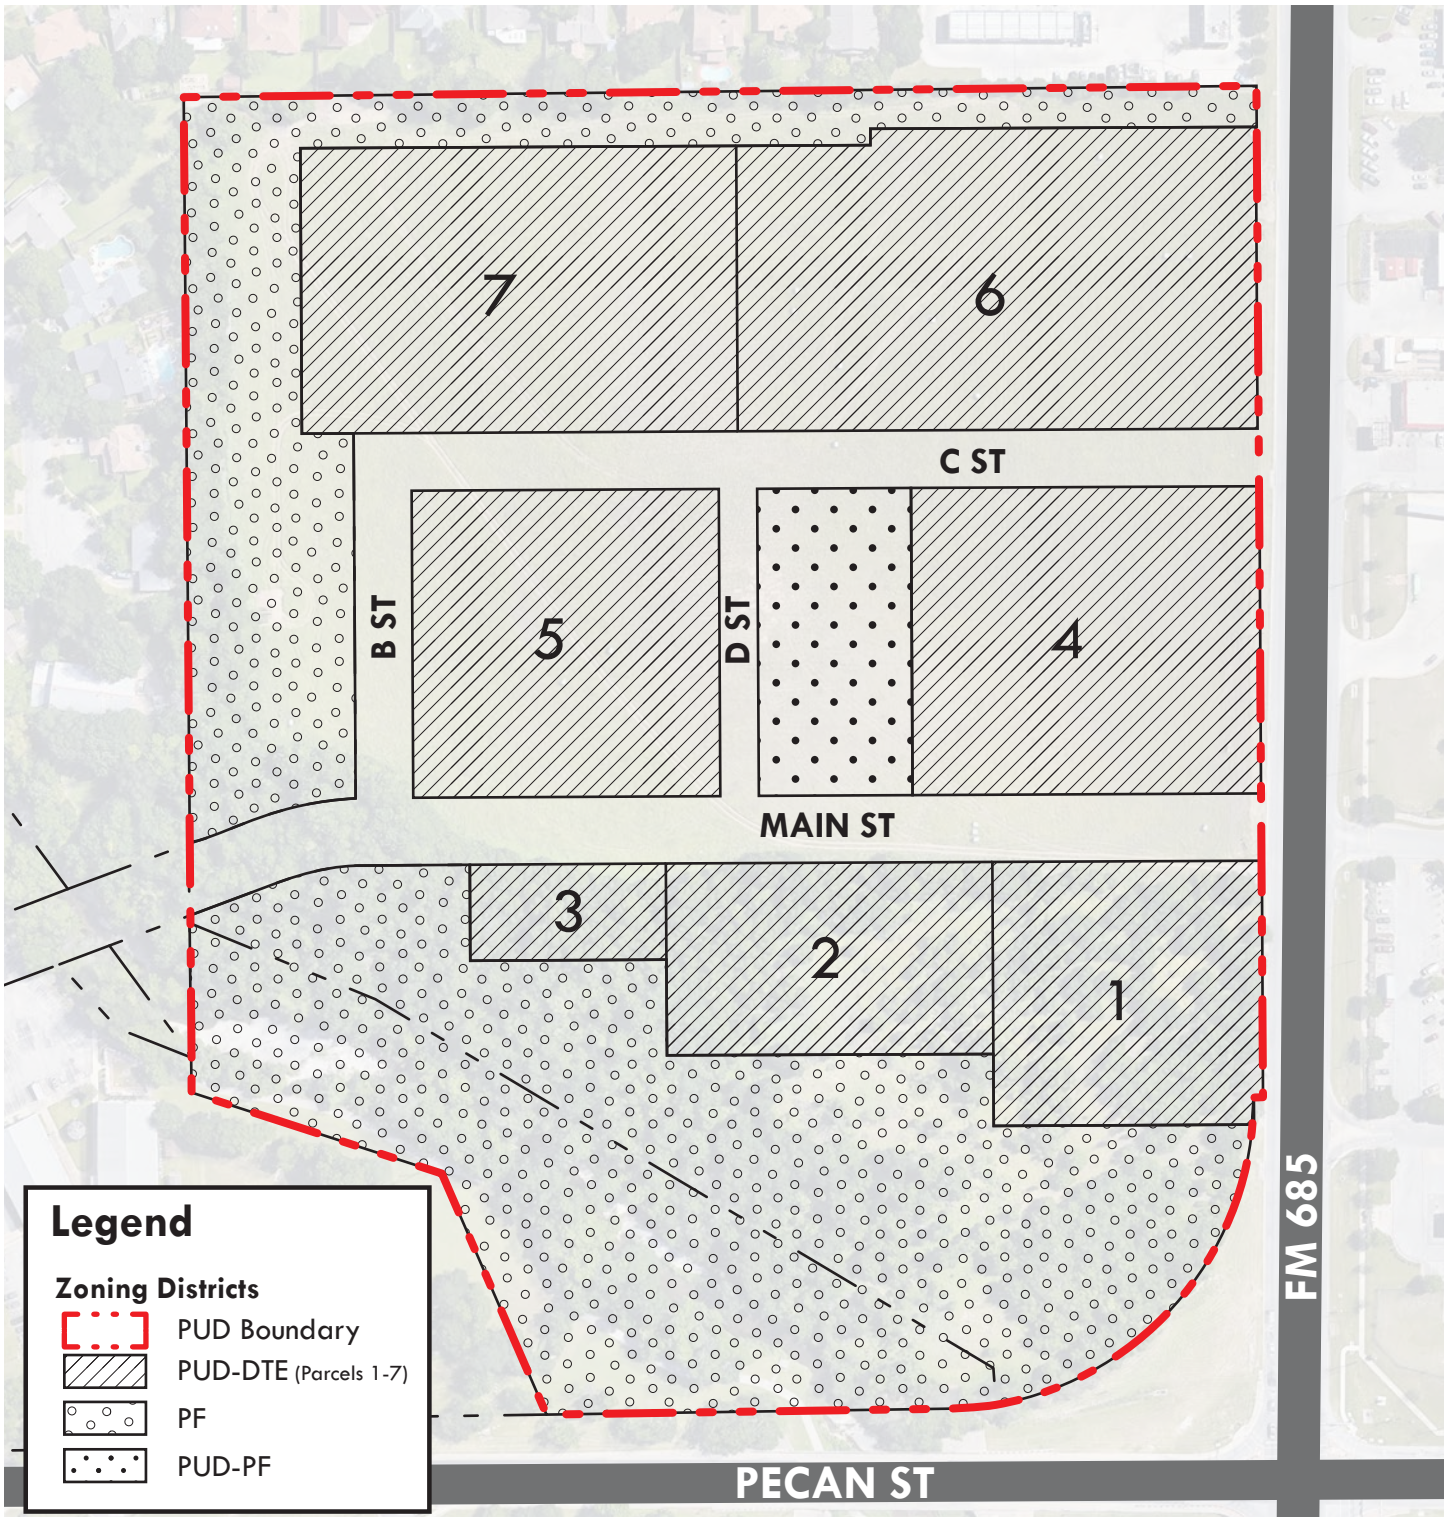 7
6
C ST
B ST
5
D ST
4
MAIN ST
3
2
1
FM 685
Legend
Zoning Districts
PUD Boundary
PUD-DTE (Parcels 1-7)
PF
PUD-PF
PECAN ST